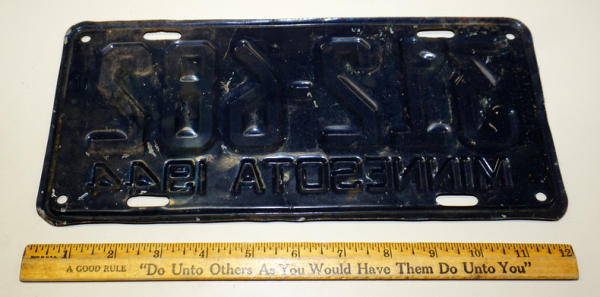 MINNESOTA 1944
1 2 3 4 5 6 7 8 9 10 11 12
A GOOD RULE "Do Unto Others As You Would Have Them Do Unto You"